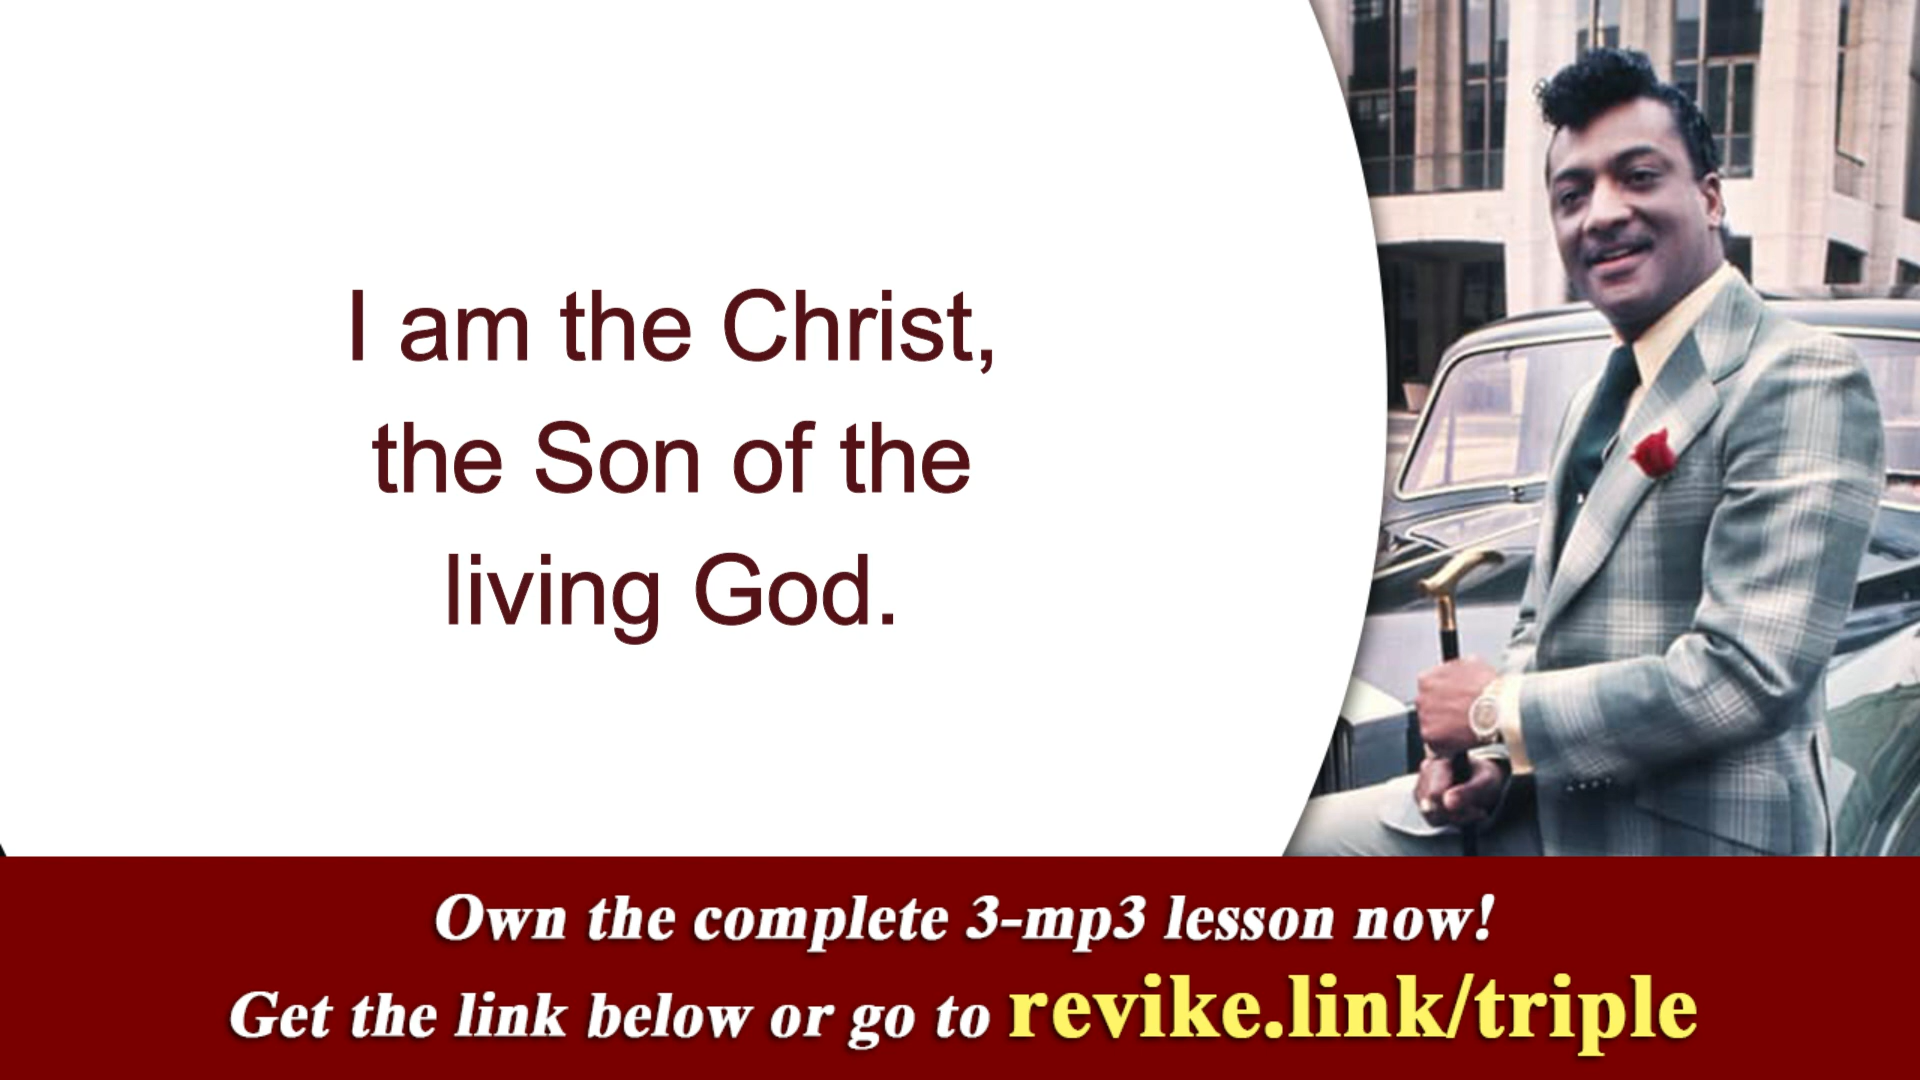 I am the Christ,
the Son of the
living God.
Own the complete 3-mp3 lesson now!
Get the link below or go to revike.link/triple